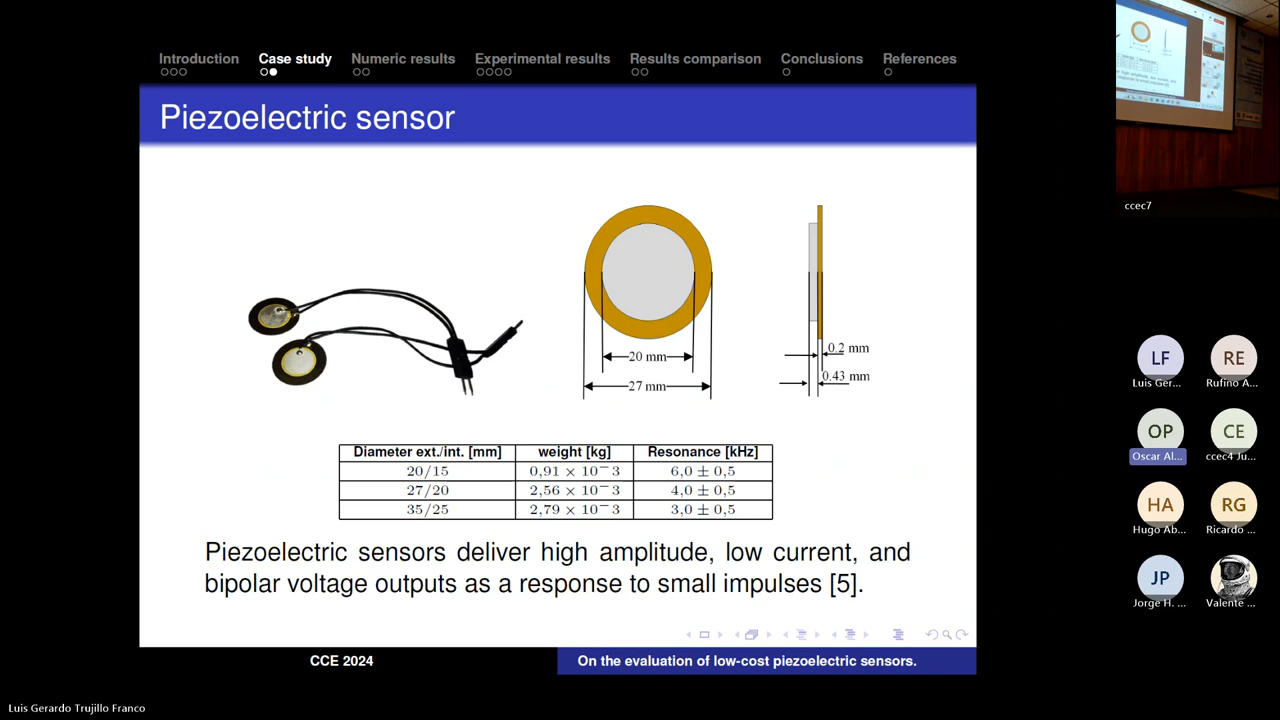 Introduction Case study Numeric results Experimental results Results comparison Conclusions References
Piezoelectric sensor
20 mm
27 mm
0.2 mm
0.43 mm
Diameter ext./int. [mm] weight [kg] Resonance [kHz]
20/15 0,91 × 10⁻3 6,0 ± 0,5
27/20 2,56 × 10⁻3 4,0 ± 0,5
35/25 2,79 × 10⁻3 3,0 ± 0,5
Piezoelectric sensors deliver high amplitude, low current, and
bipolar voltage outputs as a response to small impulses [5].
CCE 2024 On the evaluation of low-cost piezoelectric sensors.
ccec7
LF RE
Luis Ger... Rufino A...
OP CE
Oscar Al... ccec4 Ju...
HA RG
Hugo Ab... Ricardo ...
JP
Jorge H. ... Valente ...
Luis Gerardo Trujillo Franco